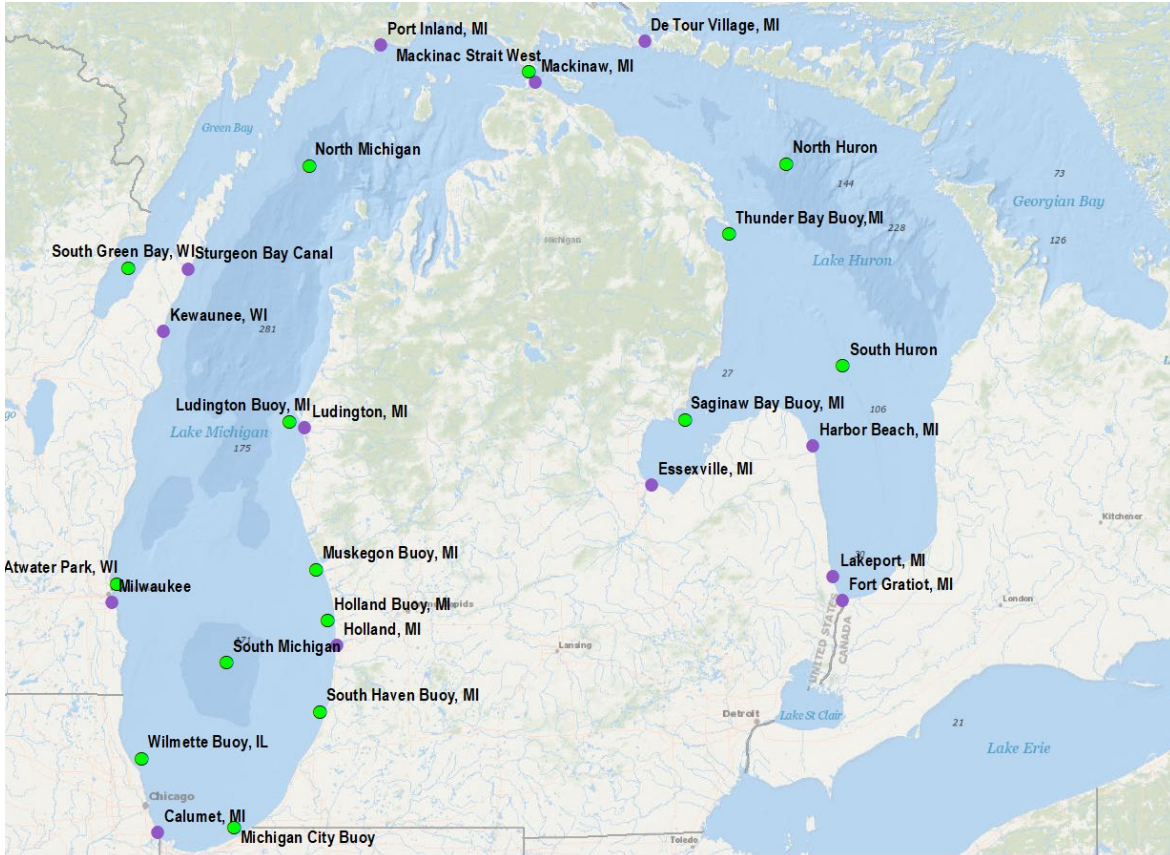 De Tour Village, MI
Port Inland, MI
Mackinac Strait West
Mackinaw, MI
Green Bay
North Michigan
North Huron
73
144
Georgian Bay
Thunder Bay Buoy,MI
228
126
Michigan
South Green Bay, WI
Sturgeon Bay Canal
Lake Huron
Kewaunee, WI
281
South Huron
27
Ludington Buoy, MI
Ludington, MI
Lake Michigan
175
Saginaw Bay Buoy, MI
106
Harbor Beach, MI
Essexville, MI
Kitchener
Muskegon Buoy, MI
Atwater Park, WI
Milwaukee
Lakeport, MI
Fort Gratiot, MI
London
Holland Buoy, MI
Holland, MI
UNITED STATES
CANADA
South Michigan
Lansing
South Haven Buoy, MI
Detroit
Lake St Clair
21
Lake Erie
Wilmette Buoy, IL
Chicago
Calumet, MI
Michigan City Buoy
Toledo